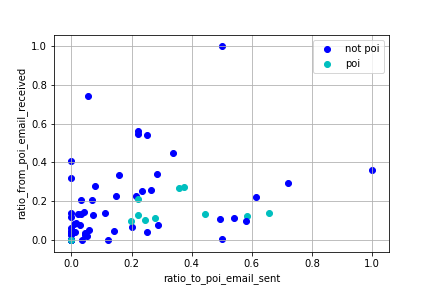 1.0
0.8
0.6
0.4
0.2
0.0
ratio_from_poi_email_received
not poi
poi
0.0 0.2 0.4 0.6 0.8 1.0
ratio_to_poi_email_sent